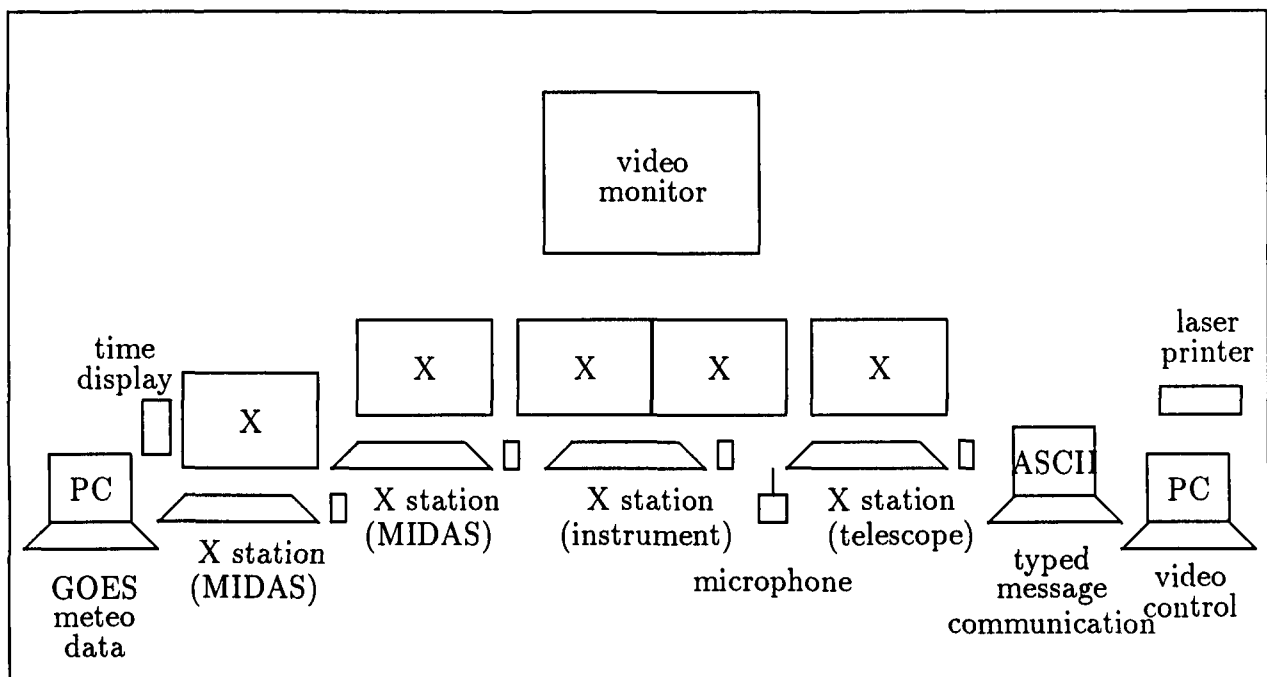 video
monitor
time
display
laser
printer
X
X
X
X
X
PC
ASCII
PC
X station
(MIDAS)
X station
(MIDAS)
X station
(instrument)
X station
(telescope)
microphone
GOES
meteo
data
typed
message
communication
video
control